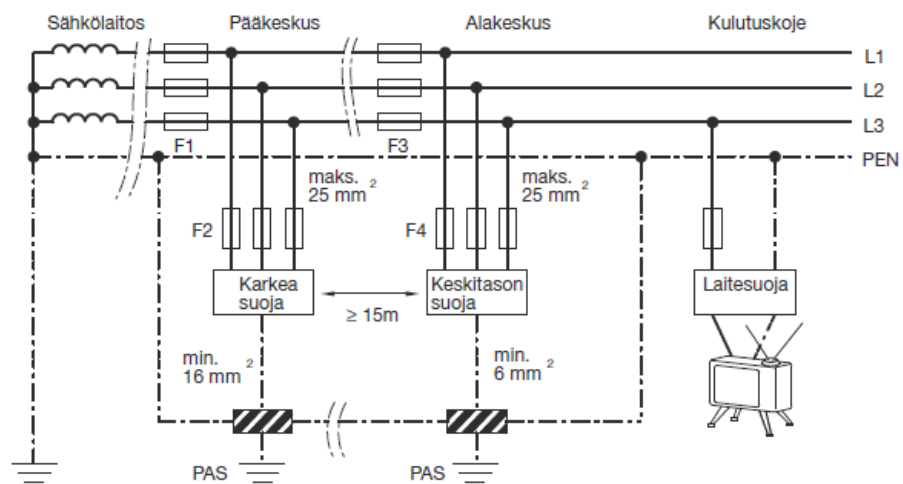 Sähkölaitos
Pääkeskus
Alakeskus
Kulutuskoje
L1
L2
L3
F1
F3
PEN
maks.
25 mm²
maks.
25 mm²
F2
F4
Karkea
suoja
Keskitason
suoja
Laitesuoja
≥ 15m
min.
16 mm²
min.
6 mm²
PAS
PAS